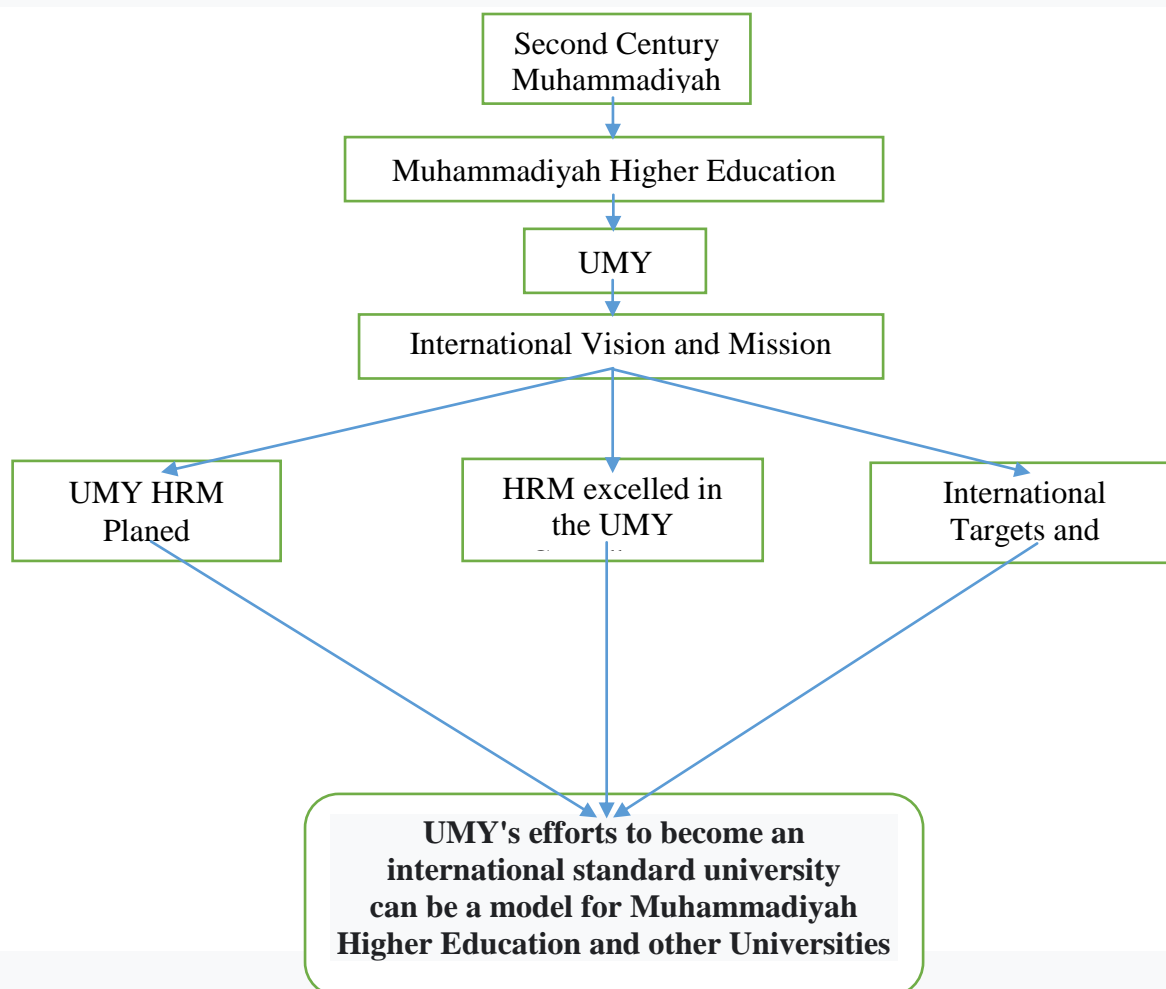 Second Century
Muhammadiyah
Muhammadiyah Higher Education
UMY
International Vision and Mission
UMY HRM
Planed
HRM excelled in
the UMY
International
Targets and
UMY's efforts to become an
international standard university
can be a model for Muhammadiyah
Higher Education and other Universities